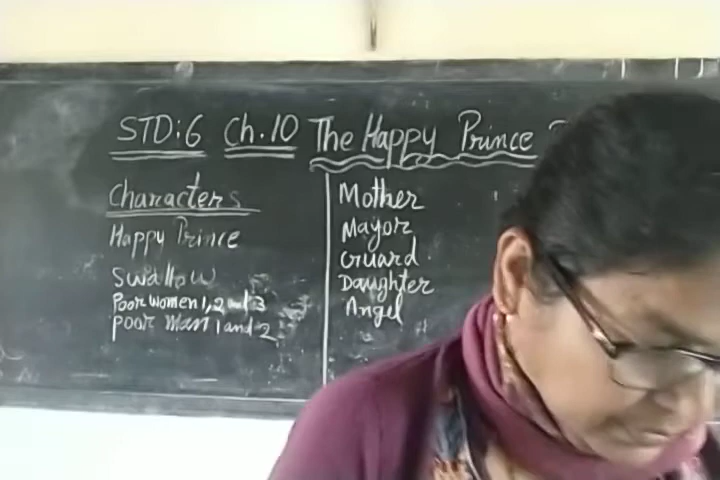 STD:6 Ch.10 The Happy Prince
Characters
Happy Prince
Swallow
Poor Women 1, 2 and 3
Poor Man 1 and 2
Mother
Mayor
Guard
Daughter
Angel